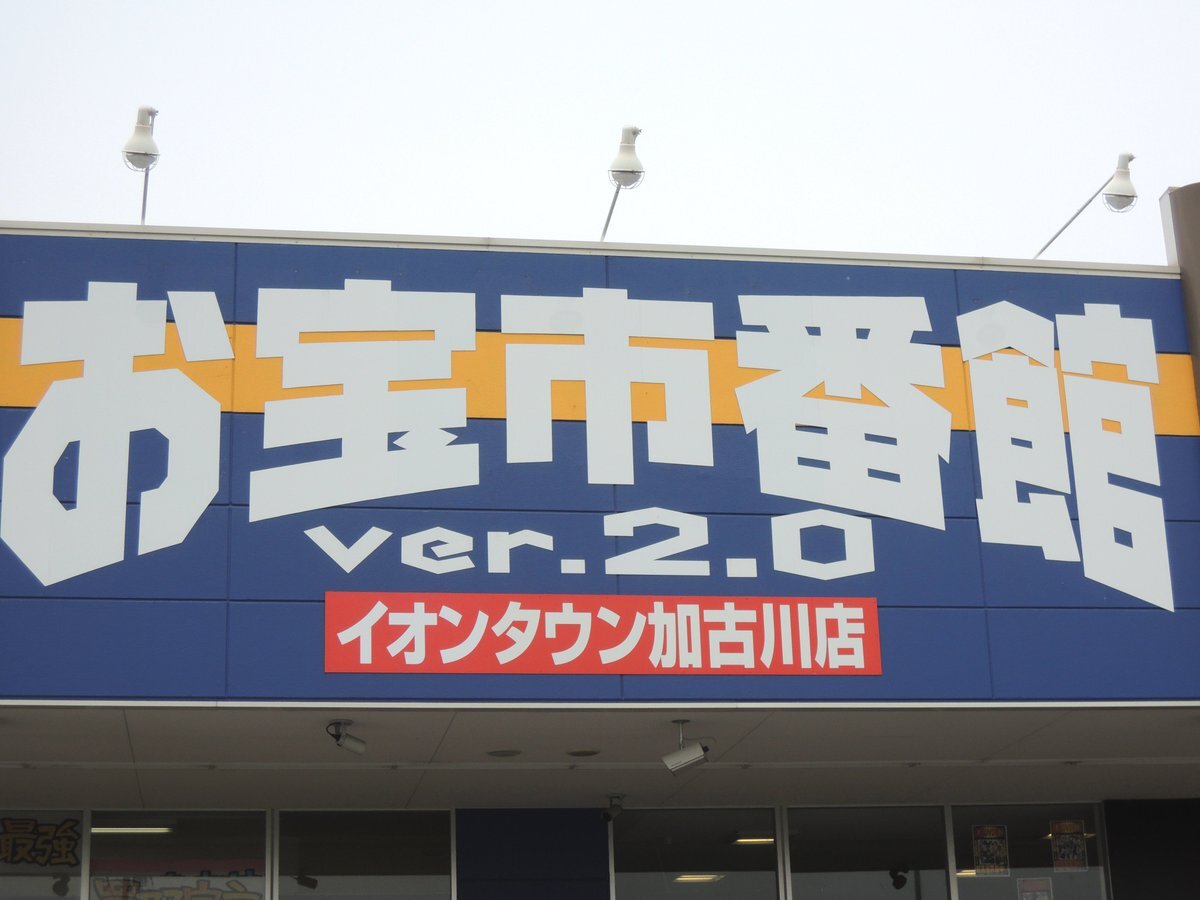 お宝市番館
ver.2.0
イオンタウン加古川店
最強